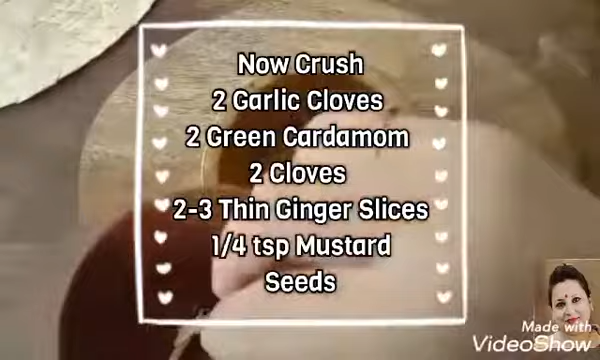 Now Crush
2 Garlic Cloves
2 Green Cardamom
2 Cloves
2-3 Thin Ginger Slices
1/4 tsp Mustard
Seeds
Made with
VideoShow